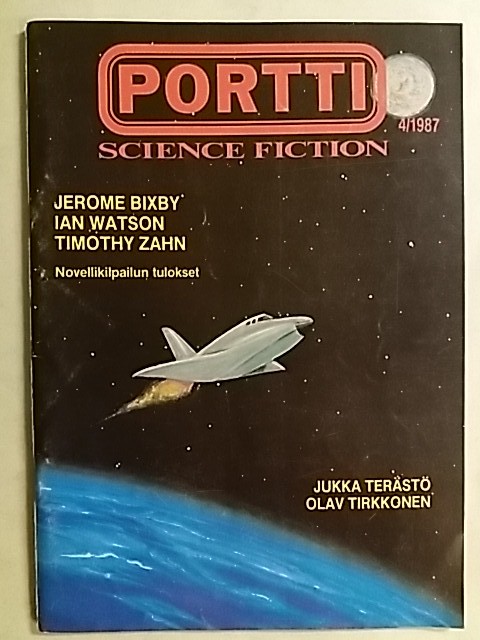 PORTTI
4/1987
SCIENCE FICTION
JEROME BIXBY
IAN WATSON
TIMOTHY ZAHN
Novellikilpailun tulokset
JUKKA TERÄSTÖ
OLAV TIRKKONEN